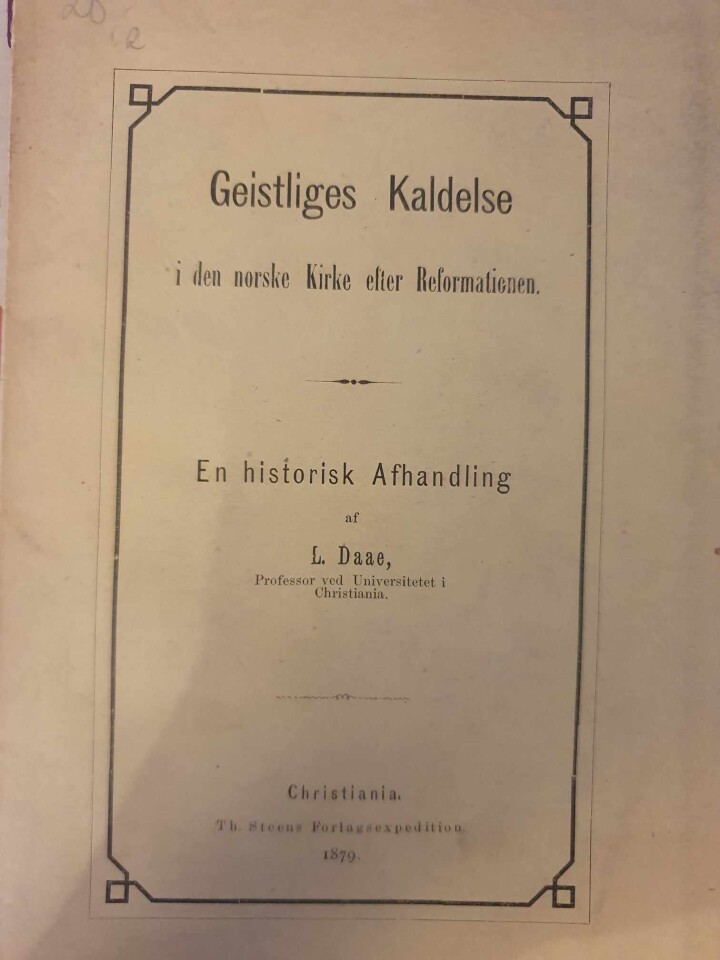 Geistliges Kaldelse
i den norske Kirke efter Reformationen.
En historisk Afhandling
af
L. Daae,
Professor ved Universitetet i
Christiania.
Christiania.
Th. Steens Forlagsexpedition.
1879.